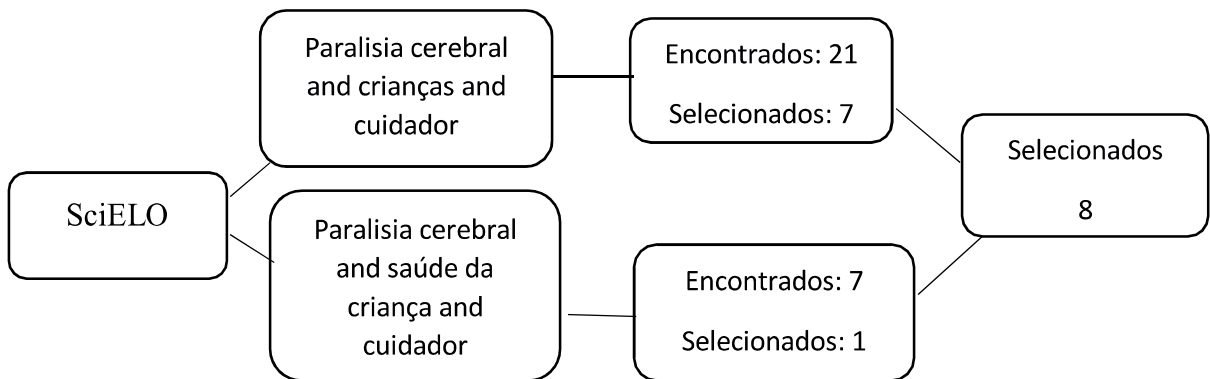 SciELO
Paralisia cerebral
and crianças and
cuidador
Encontrados: 21
Selecionados: 7
Paralisia cerebral
and saúde da
criança and
cuidador
Encontrados: 7
Selecionados: 1
Selecionados
8